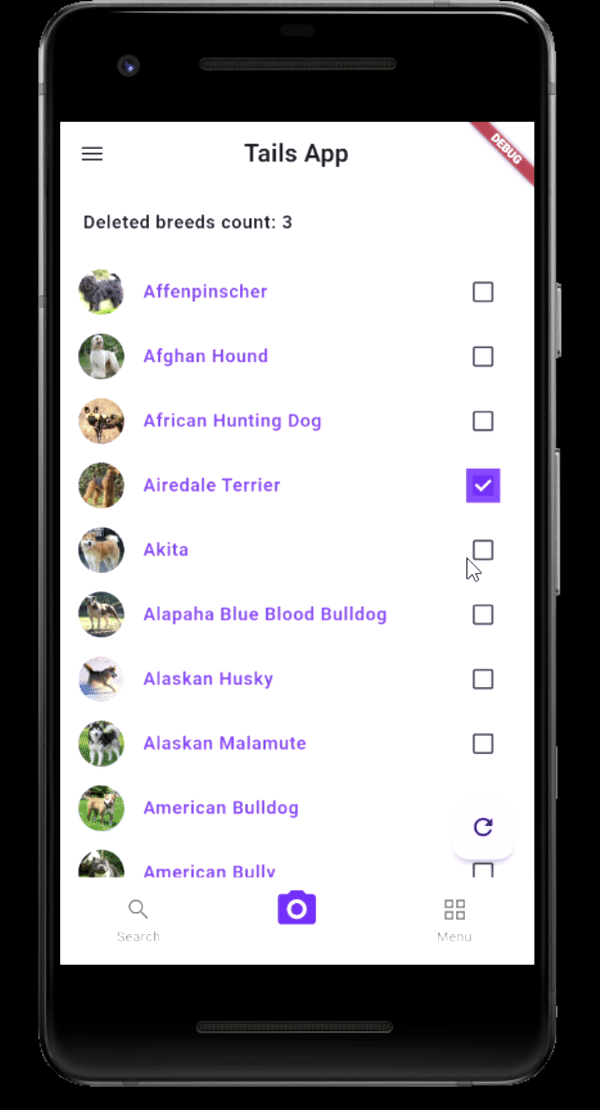 Tails App
DEBUG
Deleted breeds count: 3
Affenpinscher
Afghan Hound
African Hunting Dog
Airedale Terrier
Akita
Alapaha Blue Blood Bulldog
Alaskan Husky
Alaskan Malamute
American Bulldog
American Bully
Search
Menu